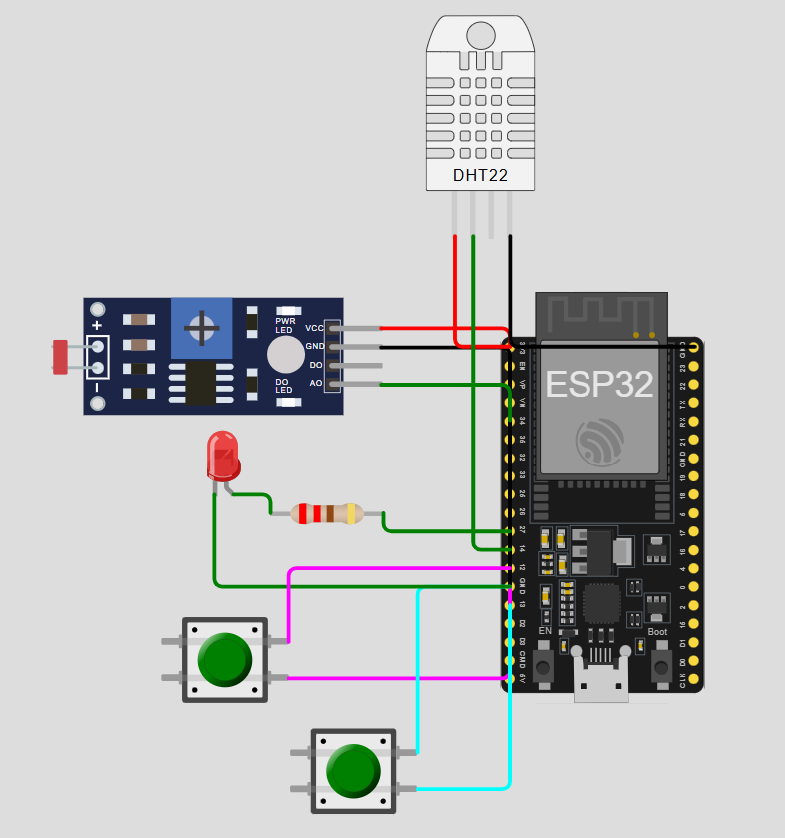 DHT22
+
PWR
LED
VCC
GND
DO
AO
DO
LED
–
ESP32
3V3
EN
VP
VN
34
35
32
33
25
26
27
14
12
GND
13
D2
D3
CMD
5V
GND
23
22
TX
RX
21
GND
19
18
5
17
16
4
0
2
15
D1
D0
CLK
EN
Boot